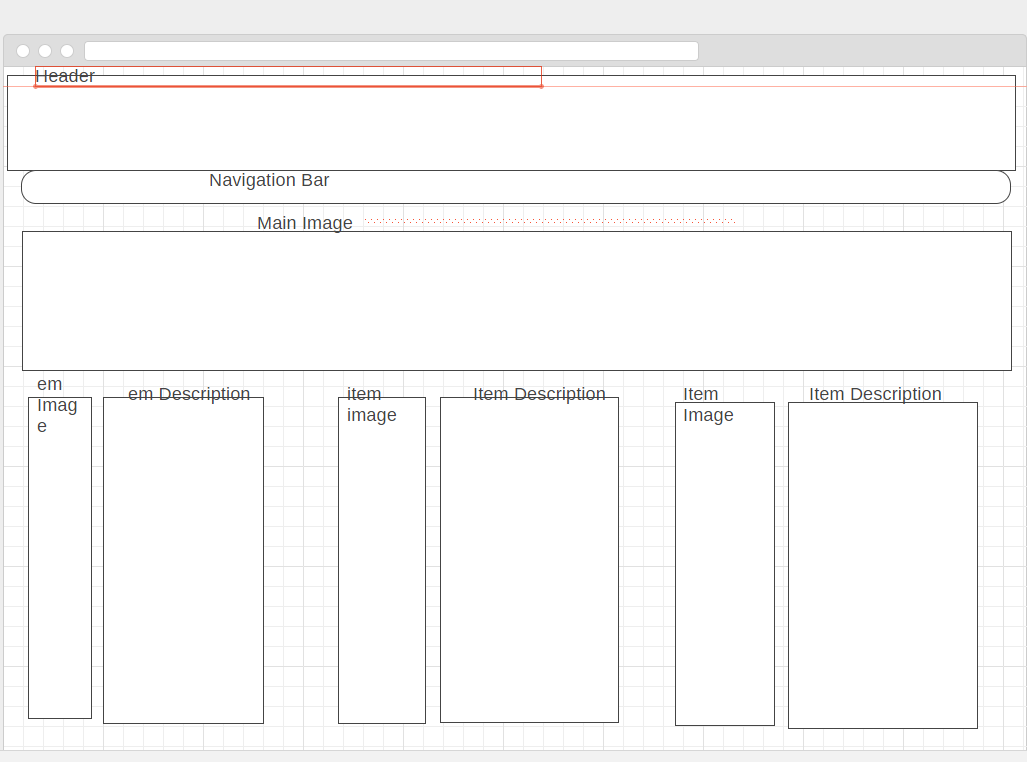 Header
Navigation Bar
Main Image
em
Imag
e
em Description
item
image
Item Description
Item
Image
Item Description